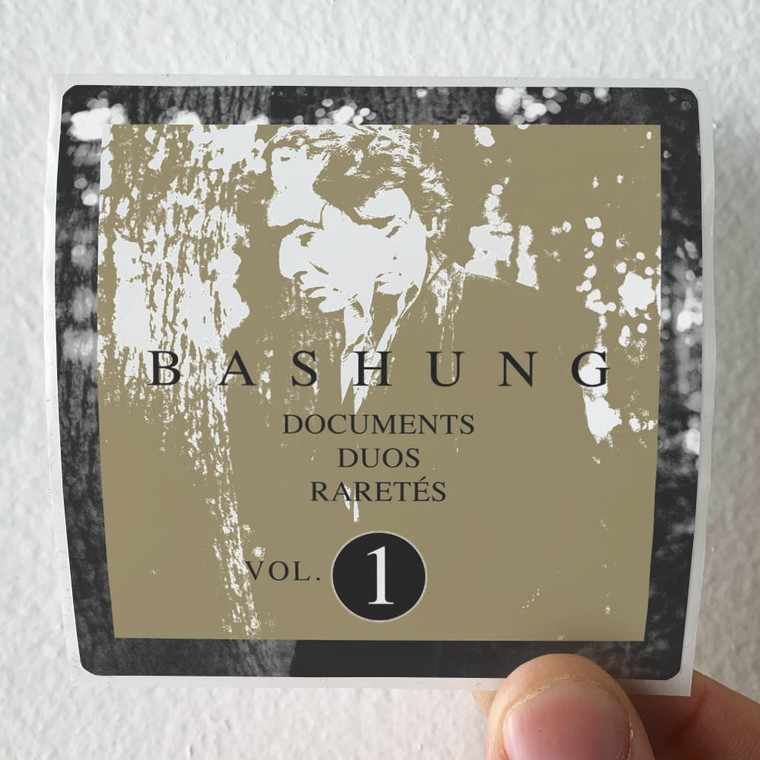 BASHUNG
DOCUMENTS
DUOS
RARETÉS
VOL. 1